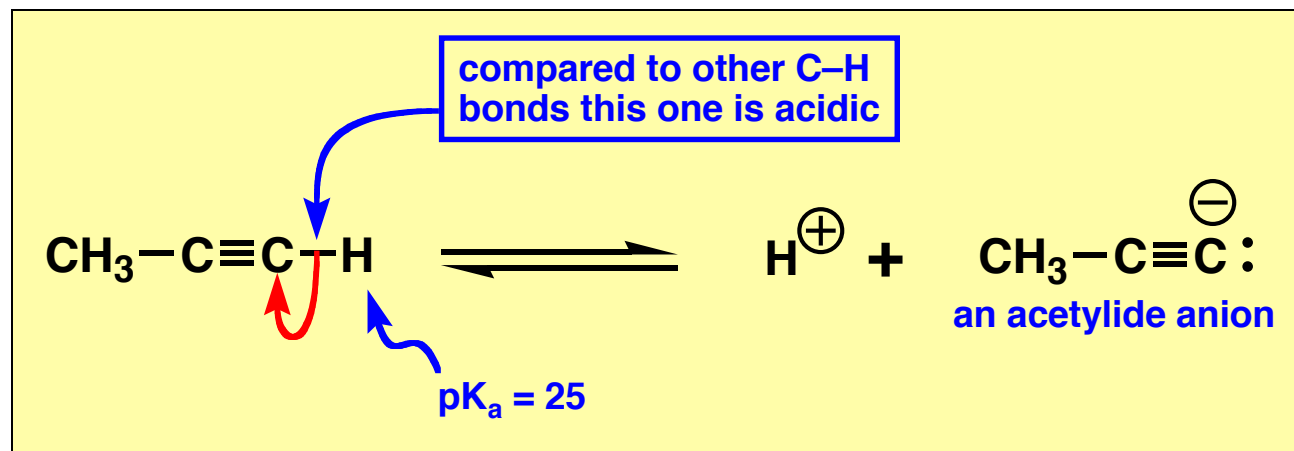 compared to other C–H
bonds this one is acidic
CH₃–C≡C–H ⇌ H⊕ + CH₃–C≡C:⊖
an acetylide anion
pKₐ = 25